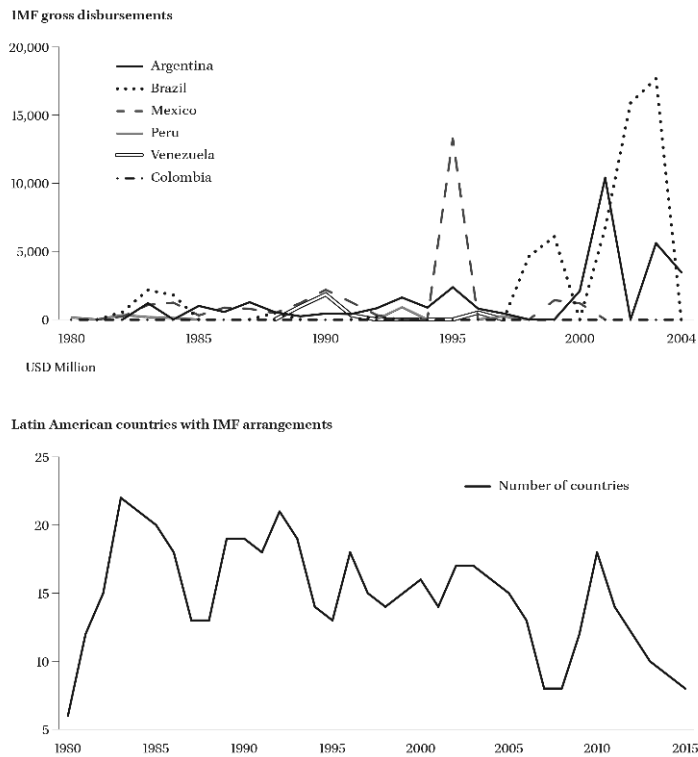 IMF gross disbursements
20,000
15,000
10,000
5,000
0
Argentina
Brazil
Mexico
Peru
Venezuela
Colombia
1980 1985 1990 1995 2000 2004
USD Million
Latin American countries with IMF arrangements
25
20
15
10
5
Number of countries
1980 1985 1990 1995 2000 2005 2010 2015